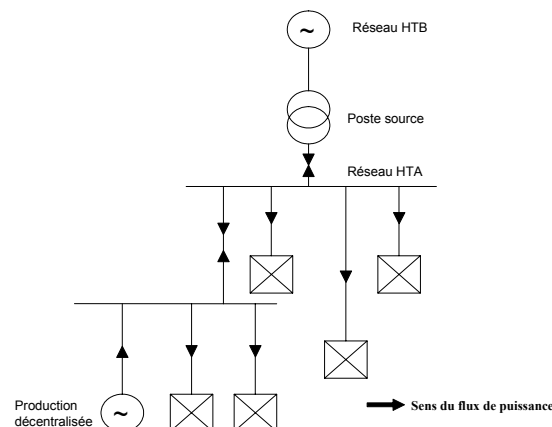 ~
Réseau HTB
Poste source
Réseau HTA
Production
décentralisée
~
Sens du flux de puissance